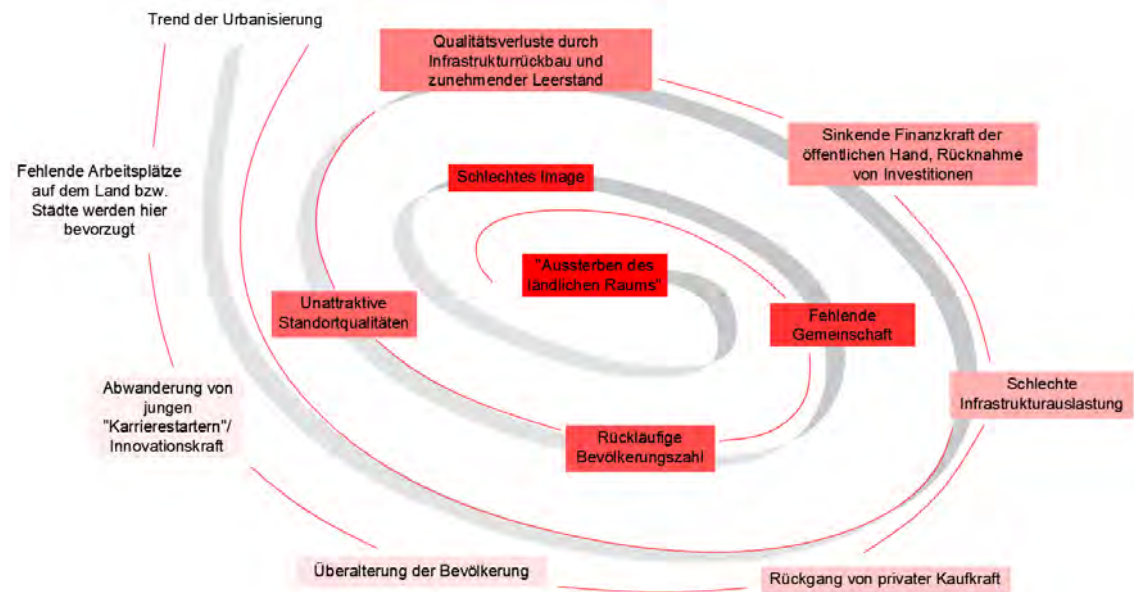 Trend der Urbanisierung
Fehlende Arbeitsplätze
auf dem Land bzw.
Städte werden hier
bevorzugt
Abwanderung von
jungen
"Karrierestartern"/
Innovationskraft
Überalterung der Bevölkerung
Rückgang von privater Kaufkraft
Schlechte
Infrastrukturauslastung
Sinkende Finanzkraft der
öffentlichen Hand, Rücknahme
von Investitionen
Qualitätsverluste durch
Infrastrukturrückbau und
zunehmender Leerstand
Unattraktive
Standortqualitäten
Rückläufige
Bevölkerungszahl
Fehlende
Gemeinschaft
Schlechtes Image
"Aussterben des
ländlichen Raums"